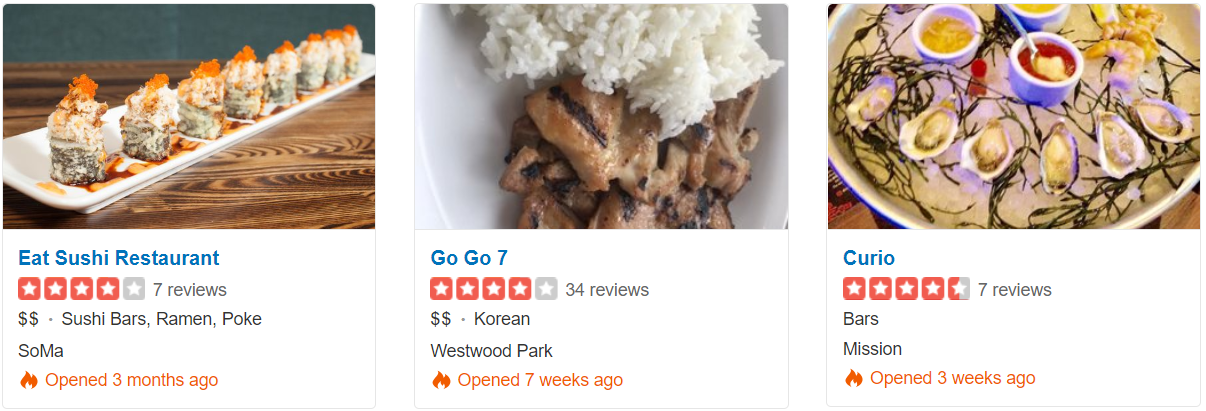 Eat Sushi Restaurant
7 reviews
$$ · Sushi Bars, Ramen, Poke
SoMa
Opened 3 months ago
Go Go 7
34 reviews
$$ · Korean
Westwood Park
Opened 7 weeks ago
Curio
7 reviews
Bars
Mission
Opened 3 weeks ago